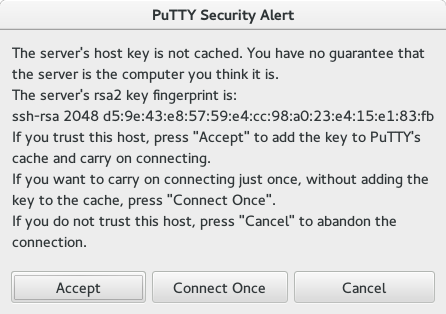 PuTTY Security Alert
The server's host key is not cached. You have no guarantee that
the server is the computer you think it is.
The server's rsa2 key fingerprint is:
ssh-rsa 2048 d5:9e:43:e8:57:59:e4:cc:98:a0:23:e4:15:e1:83:fb
If you trust this host, press "Accept" to add the key to PuTTY's
cache and carry on connecting.
If you want to carry on connecting just once, without adding the
key to the cache, press "Connect Once".
If you do not trust this host, press "Cancel" to abandon the
connection.
Accept
Connect Once
Cancel